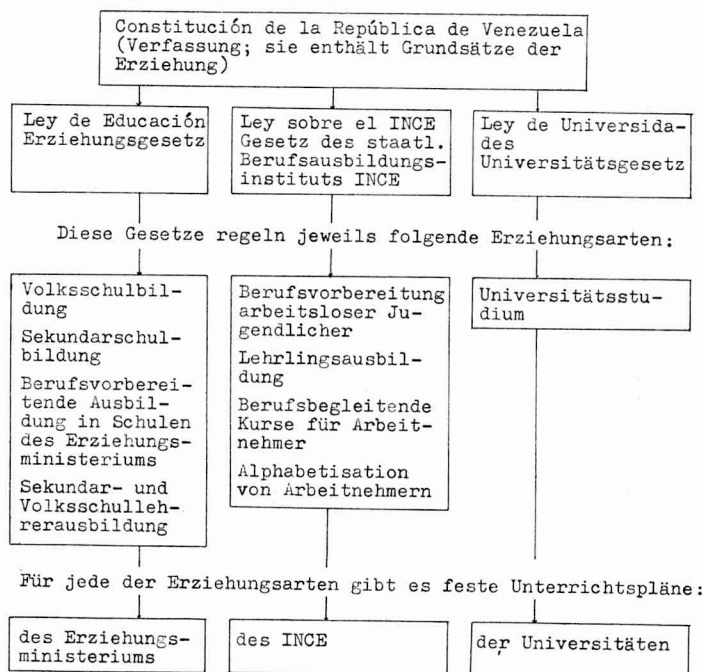 Constitución de la República de Venezuela
(Verfassung; sie enthält Grundsätze der
Erziehung)
Ley de Educación
Erziehungsgesetz
Ley sobre el INCE
Gesetz des staatl.
Berufsausbildungs-
instituts INCE
Ley de Universida-
des
Universitätsgesetz
Diese Gesetze regeln jeweils folgende Erziehungsarten:
Volksschulbil-
dung
Sekundarschul-
bildung
Berufsvorberei-
tende Ausbil-
dung in Schulen
des Erziehungs-
ministeriums
Sekundar- und
Volksschulleh-
rerausbildung
Berufsvorbereitung
arbeitsloser Ju-
gendlicher
Lehrlingsausbil-
dung
Berufsbegleitende
Kurse für Arbeit-
nehmer
Alphabetisation
von Arbeitnehmern
Universitätsstu-
dium
Für jede der Erziehungsarten gibt es feste Unterrichtspläne:
des Erziehungs-
ministeriums
des INCE
der Universitäten